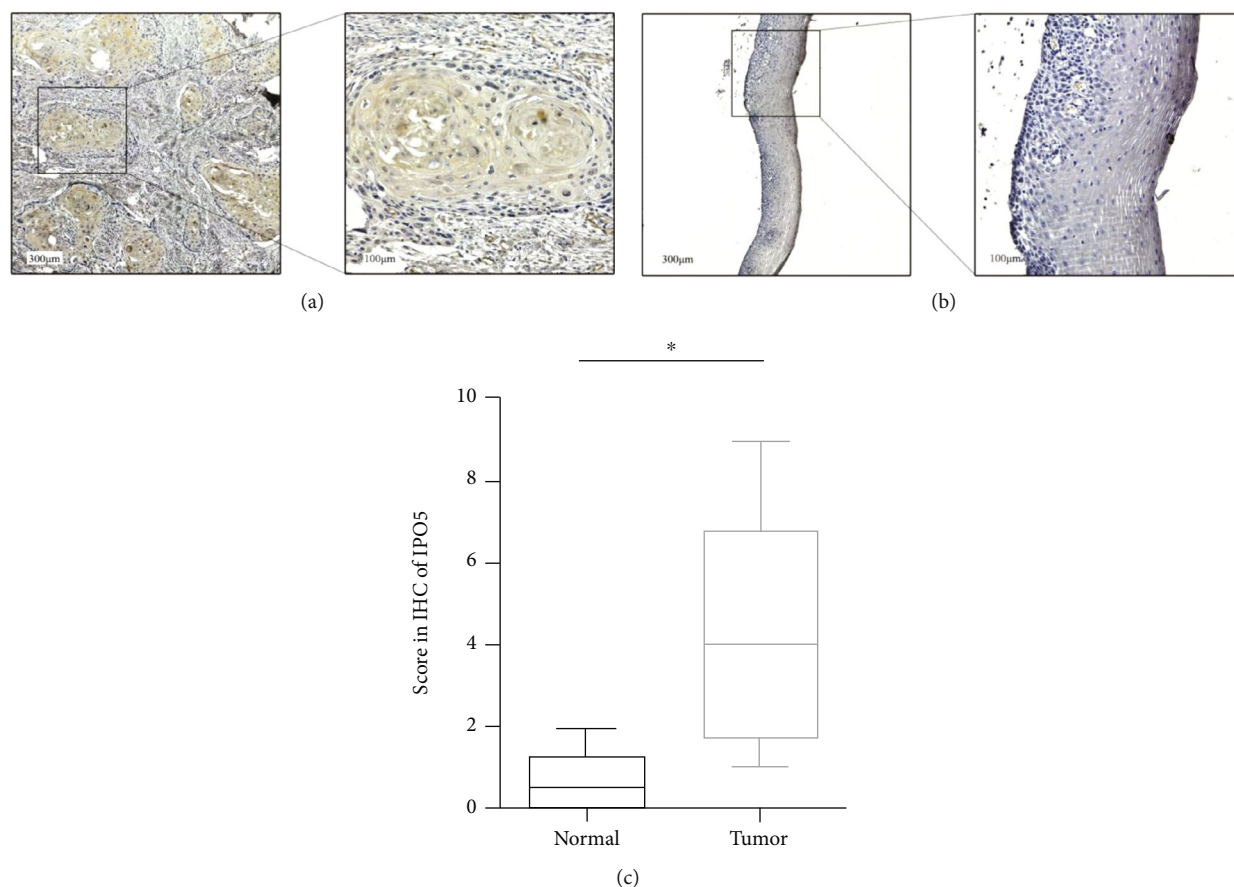 300μm
100μm
300μm
100μm
(a)
(b)
*
10
8
6
4
2
0
Score in IHC of IPO5
Normal
Tumor
(c)